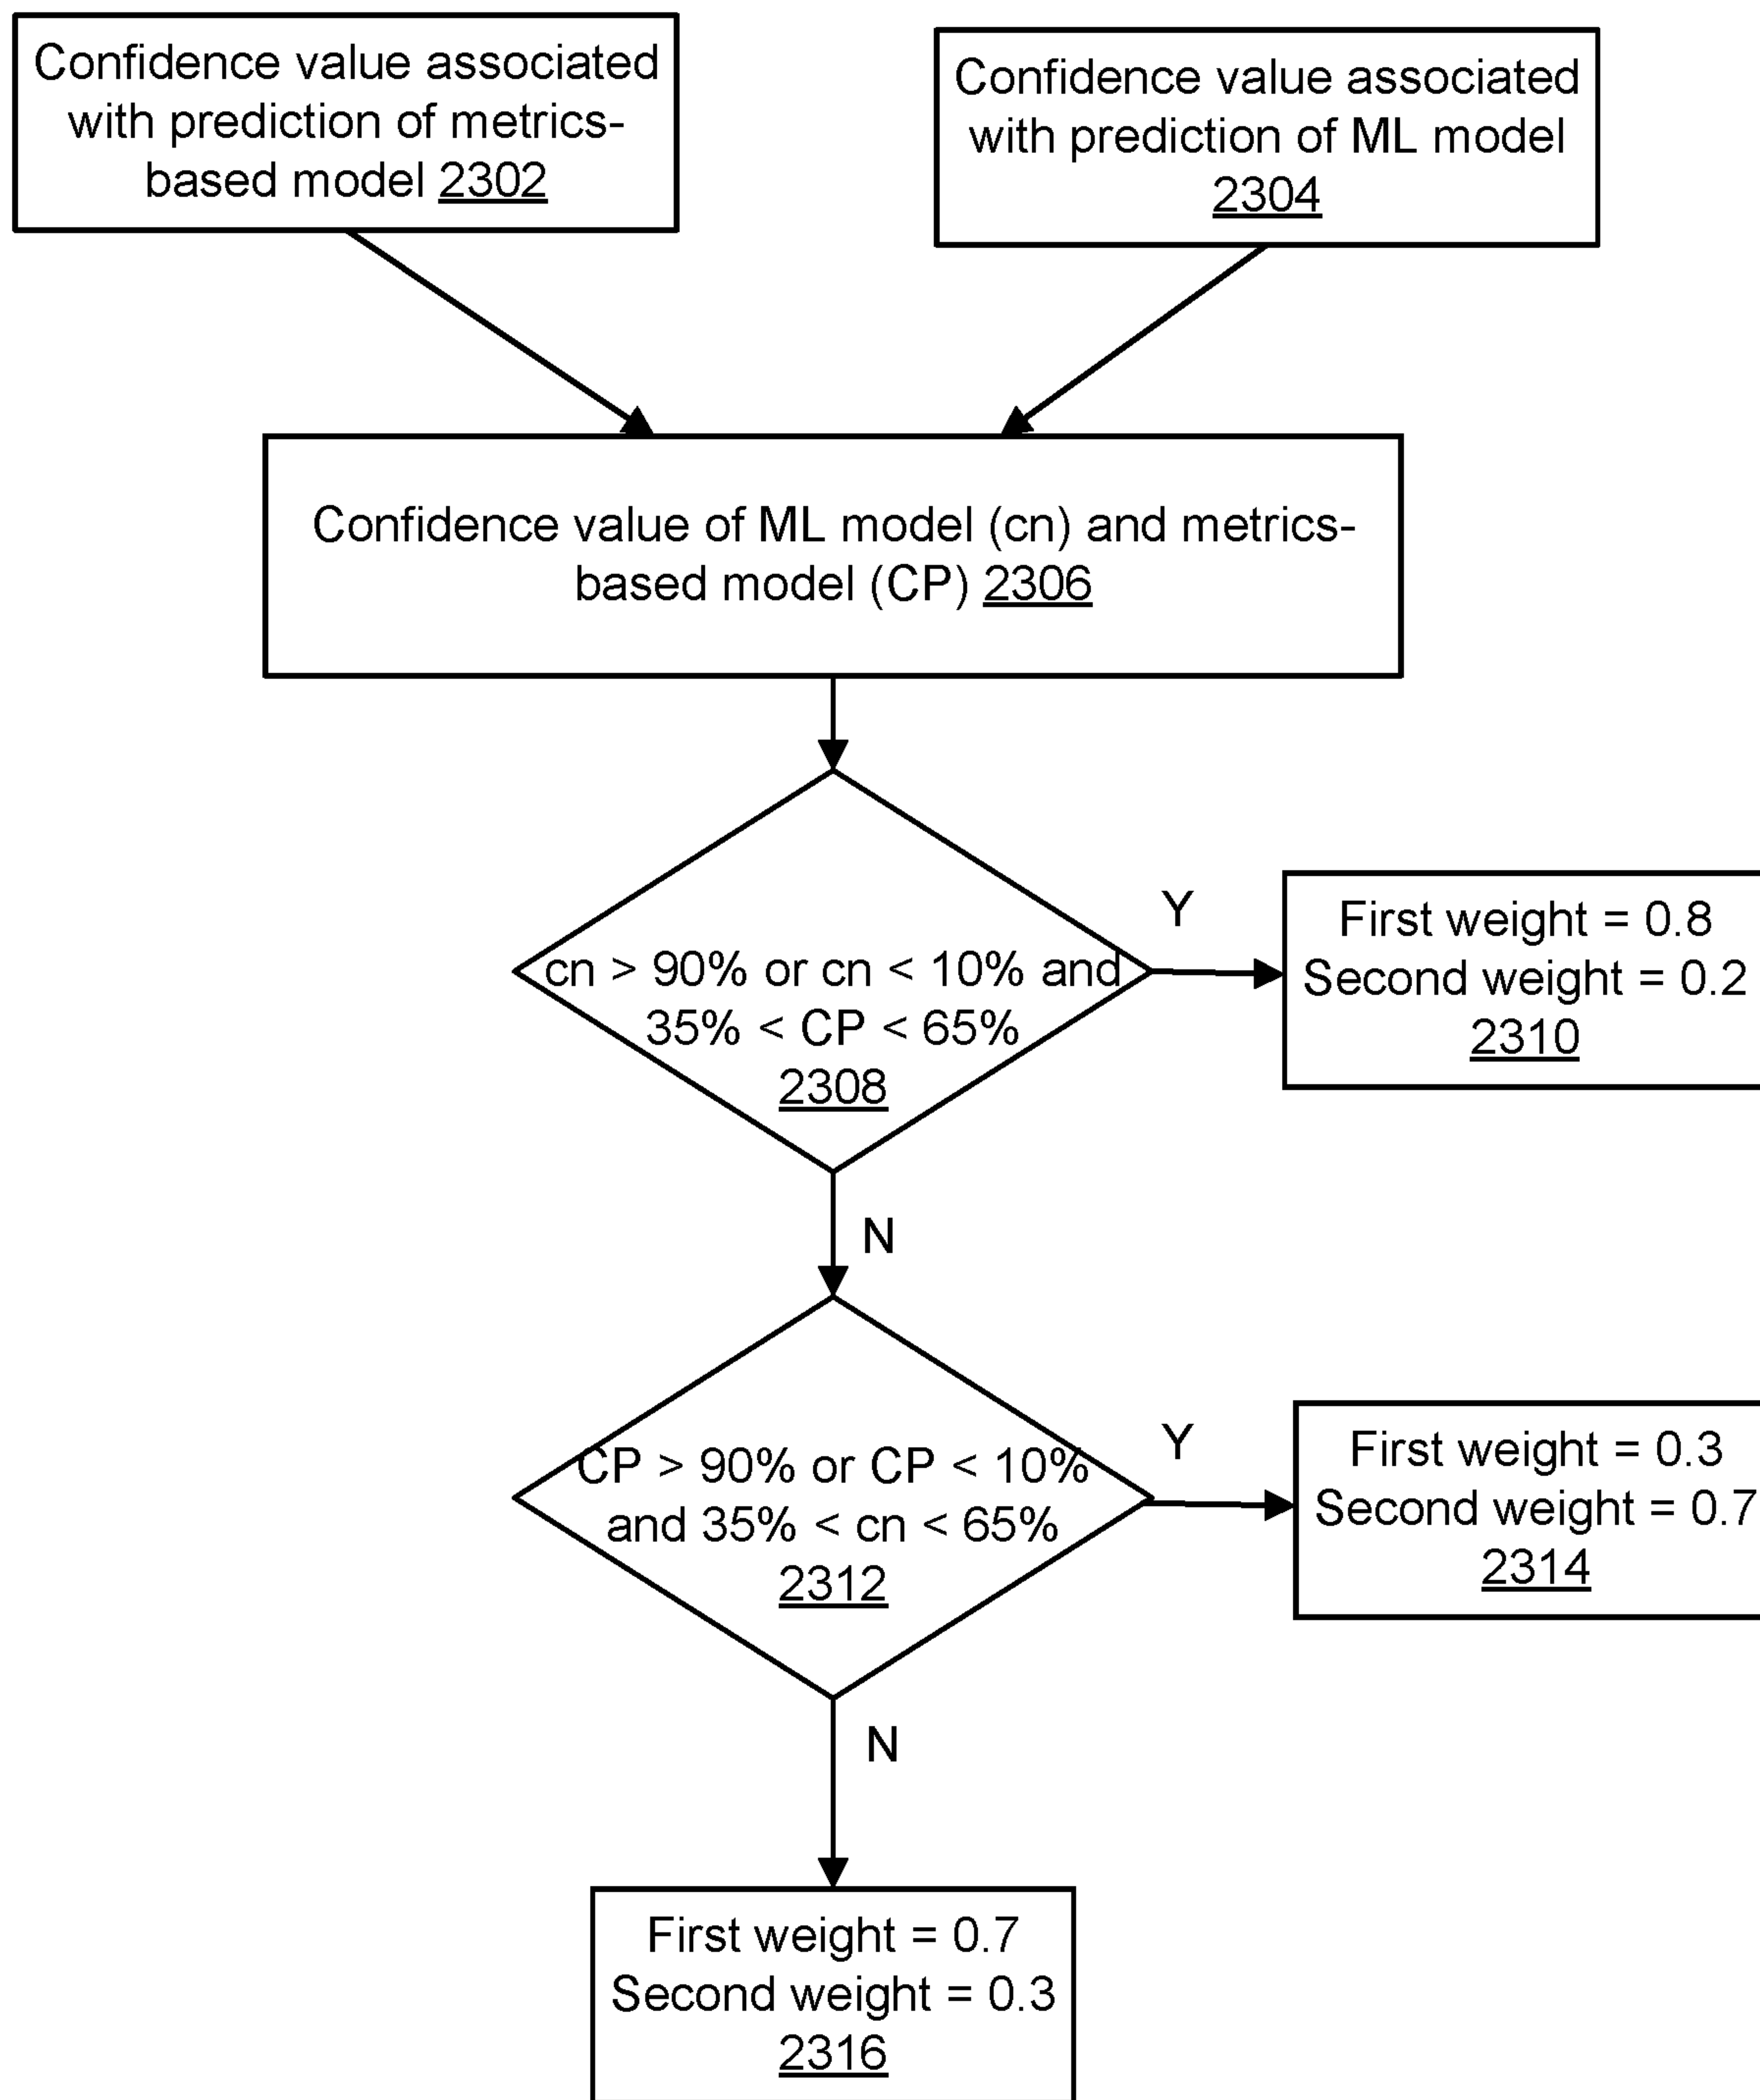 Confidence value associated
with prediction of metrics-
based model 2302
Confidence value associated
with prediction of ML model
2304
Confidence value of ML model (cn) and metrics-
based model (CP) 2306
cn > 90% or cn < 10% and
35% < CP < 65%
2308
Y
First weight = 0.8
Second weight = 0.2
2310
N
CP > 90% or CP < 10%
and 35% < cn < 65%
2312
Y
First weight = 0.3
Second weight = 0.7
2314
N
First weight = 0.7
Second weight = 0.3
2316